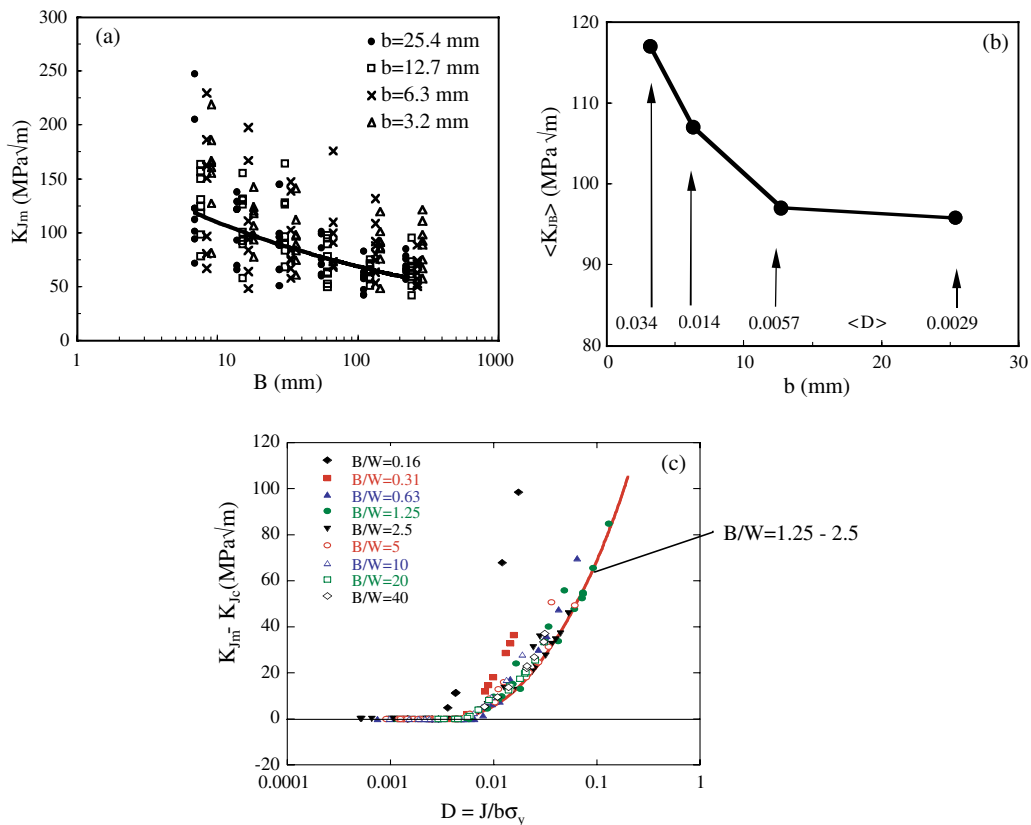 (a)
b=25.4 mm
b=12.7 mm
b=6.3 mm
b=3.2 mm
300
250
200
150
100
50
0
K_Jm (MPa√m)
1 10 100 1000
B (mm)
(b)
120
110
100
90
80
<K_JB> (MPa √m)
0.034 0.014 0.0057 <D> 0.0029
0 10 20 30
b (mm)
(c)
B/W=0.16
B/W=0.31
B/W=0.63
B/W=1.25
B/W=2.5
B/W=5
B/W=10
B/W=20
B/W=40
B/W=1.25 - 2.5
120
100
80
60
40
20
0
-20
K_Jm- K_Jc(MPa√m)
0.0001 0.001 0.01 0.1 1
D = J/bσ_y